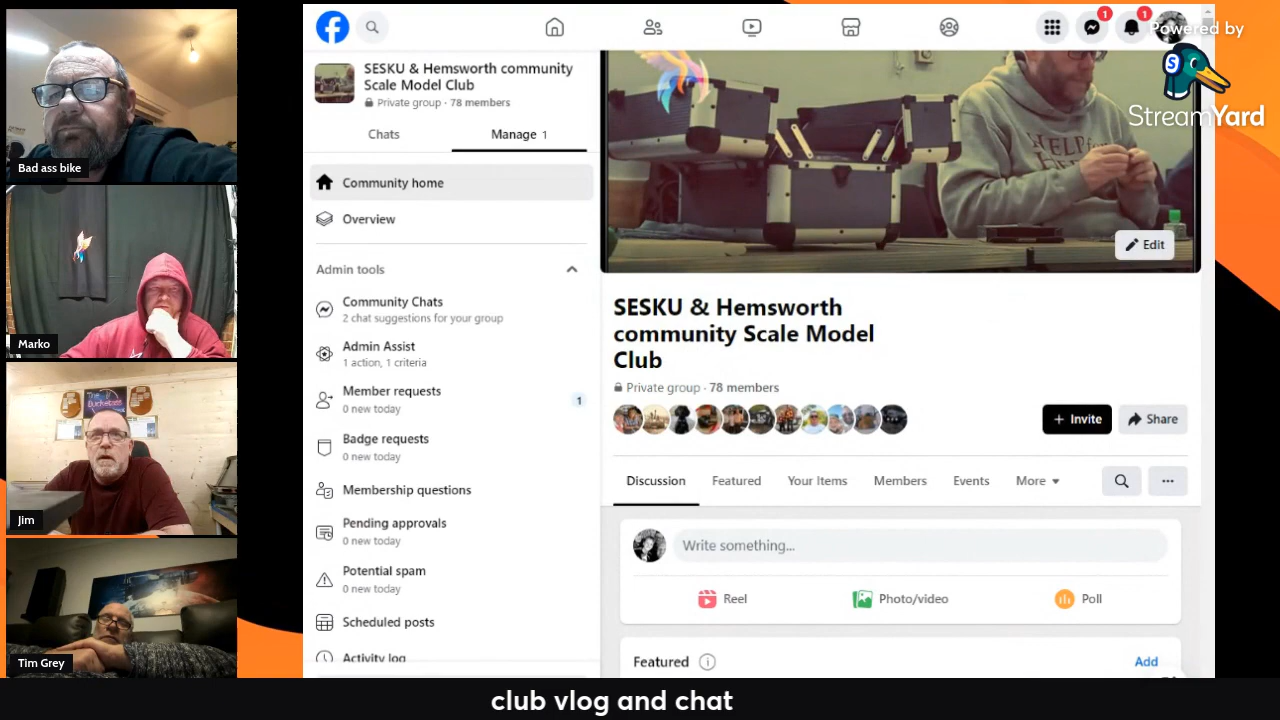 Bad ass bike
Marko
The
Jim
Tim Grey
SESKU & Hemsworth community
Scale Model Club
Private group · 78 members
Chats
Manage 1
Community home
Overview
Admin tools
Community Chats
2 chat suggestions for your group
Admin Assist
1 action, 1 criteria
Member requests
0 new today
1
Badge requests
0 new today
Membership questions
Pending approvals
0 new today
Potential spam
0 new today
Scheduled posts
Activity log
1
1
Powered by
S
StreamYard
HELP for
Edit
SESKU & Hemsworth
community Scale Model
Club
Private group · 78 members
+ Invite
Share
Discussion
Featured
Your Items
Members
Events
More
Write something...
Reel
Photo/video
Poll
Featured
Add
club vlog and chat